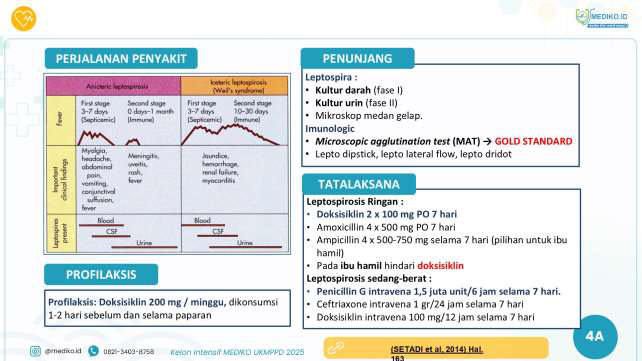 MEDIKO.ID
PERJALANAN PENYAKIT
Anicteric leptospirosis
Icteric leptospirosis
(Weil's syndrome)
Fever
First stage
3–7 days
(Septicemic)
Second stage
0 days–1 month
(Immune)
First stage
3–7 days
(Septicemic)
Second stage
10–30 days
(Immune)
Important
clinical findings
Myalgia,
headache,
abdominal
pain,
vomiting,
conjunctival
suffusion,
fever
Meningitis,
uveitis,
rash,
fever
Jaundice,
hemorrhage,
renal failure,
myocarditis
Leptospires
present
Blood
CSF
Urine
Blood
CSF
Urine
PROFILAKSIS
Profilaksis: Doksisiklin 200 mg / minggu, dikonsumsi
1-2 hari sebelum dan selama paparan
PENUNJANG
Leptospira :
• Kultur darah (fase I)
• Kultur urin (fase II)
• Mikroskop medan gelap.
Imunologic
• Microscopic agglutination test (MAT) → GOLD STANDARD
• Lepto dipstick, lepto lateral flow, lepto dridot
TATALAKSANA
Leptospirosis Ringan :
• Doksisiklin 2 x 100 mg PO 7 hari
• Amoxicillin 4 x 500 mg PO 7 hari
• Ampicillin 4 x 500-750 mg selama 7 hari (pilihan untuk ibu
hamil)
• Pada ibu hamil hindari doksisiklin
Leptospirosis sedang-berat :
• Penicillin G intravena 1,5 juta unit/6 jam selama 7 hari.
• Ceftriaxone intravena 1 gr/24 jam selama 7 hari
• Doksisiklin intravena 100 mg/12 jam selama 7 hari
4A
@mediko.id
0821-3403-8758
Kelon Intensif MEDIKO UKMPPD 2025
(SETADI et al, 2014) Hal.
163